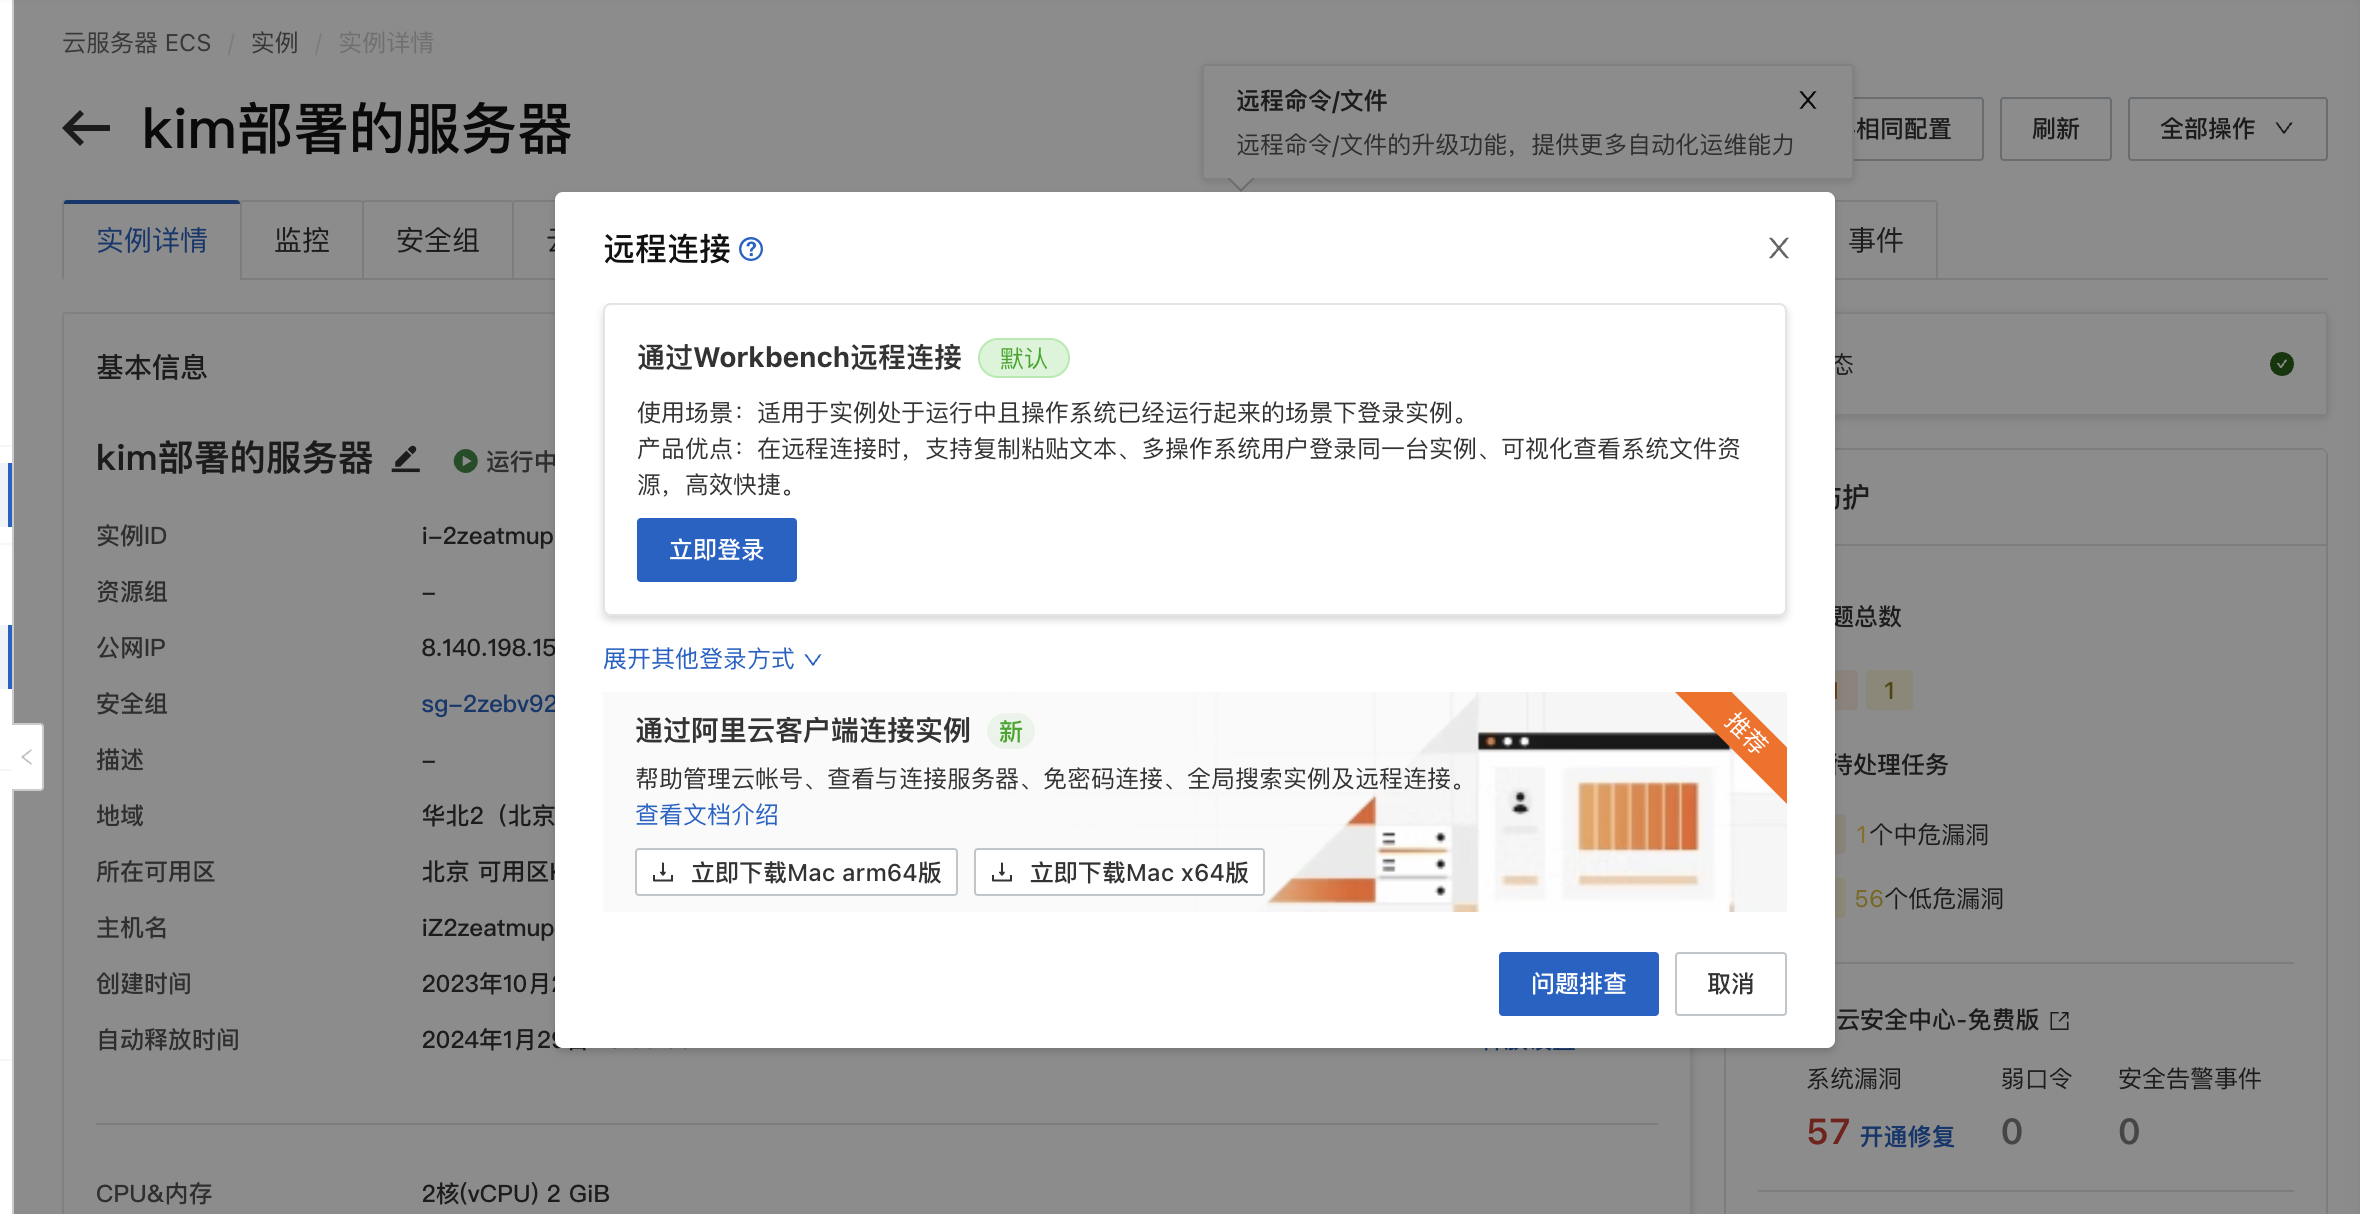 云服务器 ECS / 实例 / 实例详情
kim部署的服务器
远程命令/文件
远程命令/文件的升级功能，提供更多自动化运维能力
相同配置
刷新
全部操作
实例详情
监控
安全组
事件
远程连接
通过Workbench远程连接 默认
使用场景：适用于实例处于运行中且操作系统已经运行起来的场景下登录实例。
产品优点：在远程连接时，支持复制粘贴文本、多操作系统用户登录同一台实例、可视化查看系统文件资
源，高效快捷。
立即登录
展开其他登录方式
通过阿里云客户端连接实例 新
推荐
帮助管理云帐号、查看与连接服务器、免密码连接、全局搜索实例及远程连接。
查看文档介绍
立即下载Mac arm64版
立即下载Mac x64版
问题排查
取消
基本信息
kim部署的服务器 运行中
实例ID i-2zeatmup
资源组 –
公网IP 8.140.198.15
安全组 sg-2zebv92
描述 –
地域 华北2（北京
所在可用区 北京 可用区
主机名 iZ2zeatmup
创建时间 2023年10月
自动释放时间 2024年1月29
CPU&内存 2核(vCPU) 2 GiB
态
护
题总数
1
待处理任务
1个中危漏洞
56个低危漏洞
云安全中心-免费版
系统漏洞 弱口令 安全告警事件
57 开通修复 0 0